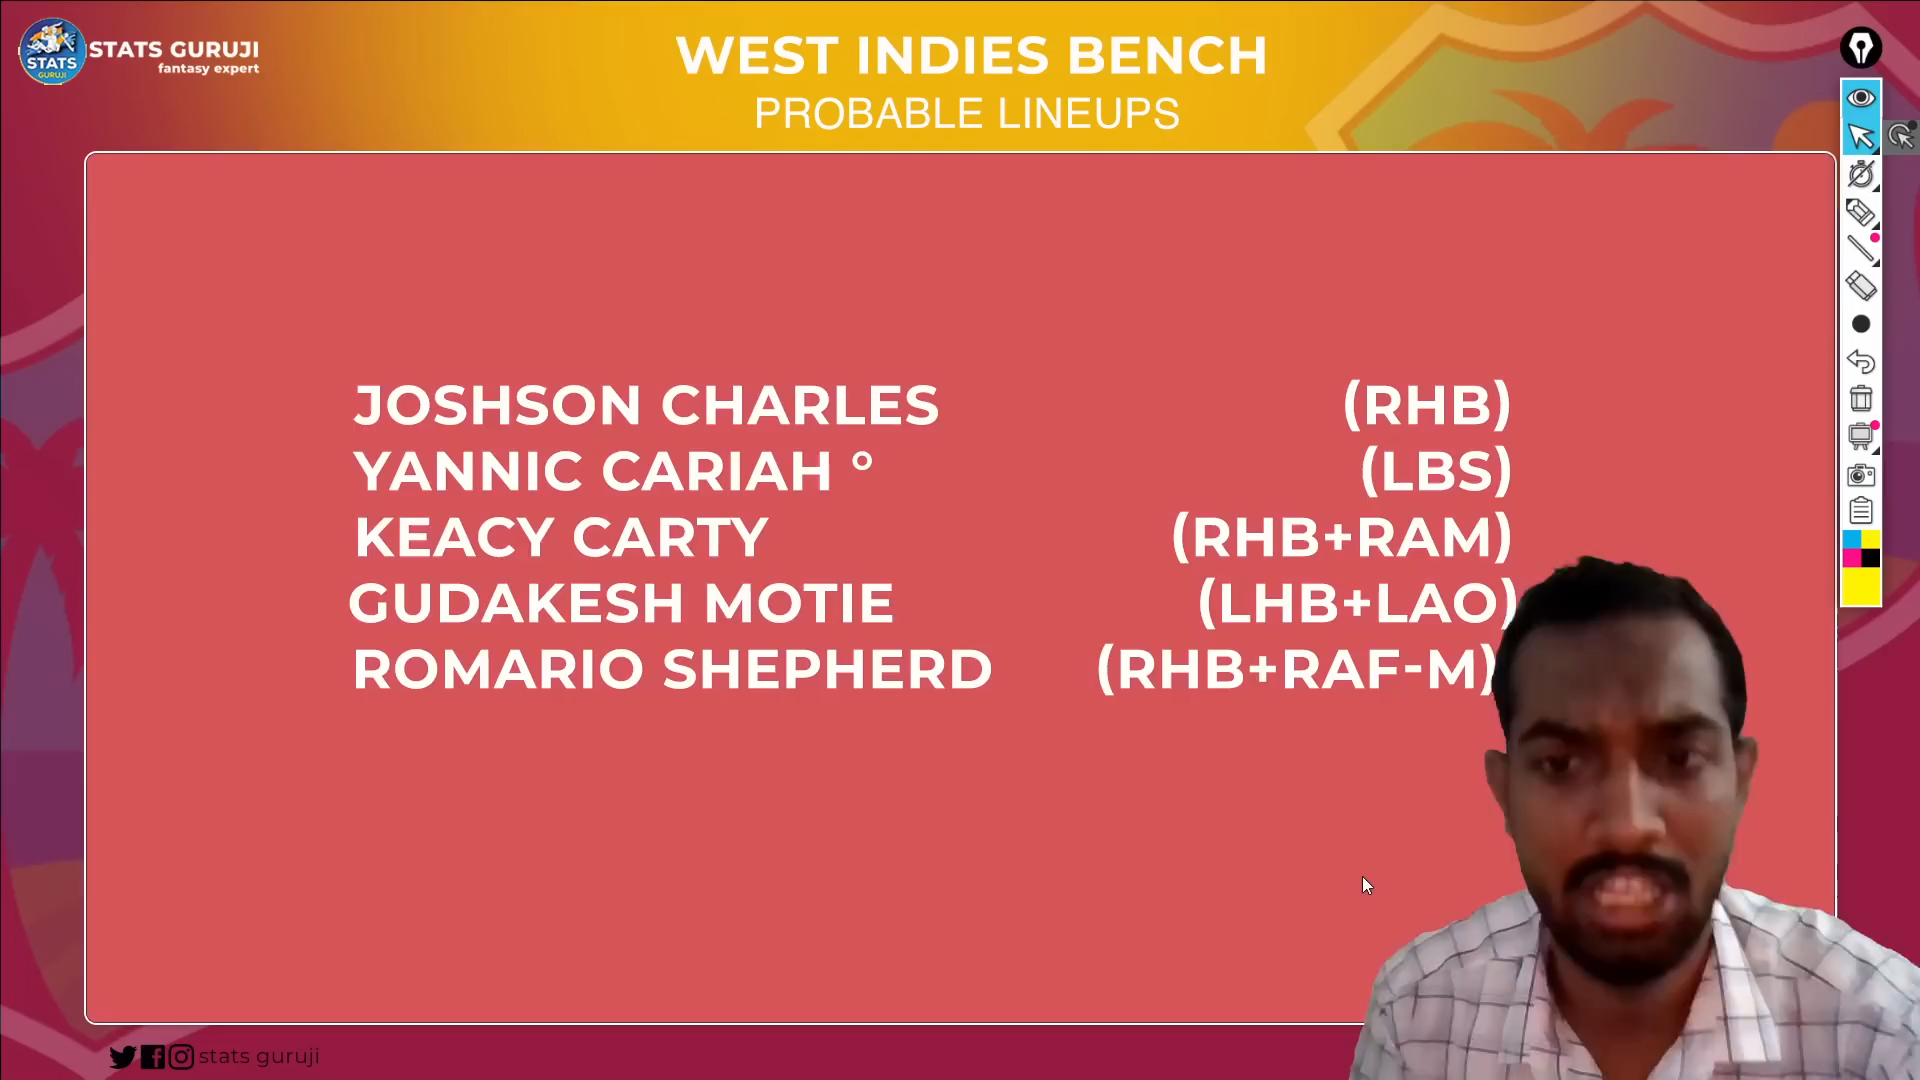 STATS GURUJI
fantasy expert
STATS
GURUJI
WEST INDIES BENCH
PROBABLE LINEUPS
JOSHSON CHARLES (RHB)
YANNIC CARIAH ° (LBS)
KEACY CARTY (RHB+RAM)
GUDAKESH MOTIE (LHB+LAO)
ROMARIO SHEPHERD (RHB+RAF-M)
stats guruji